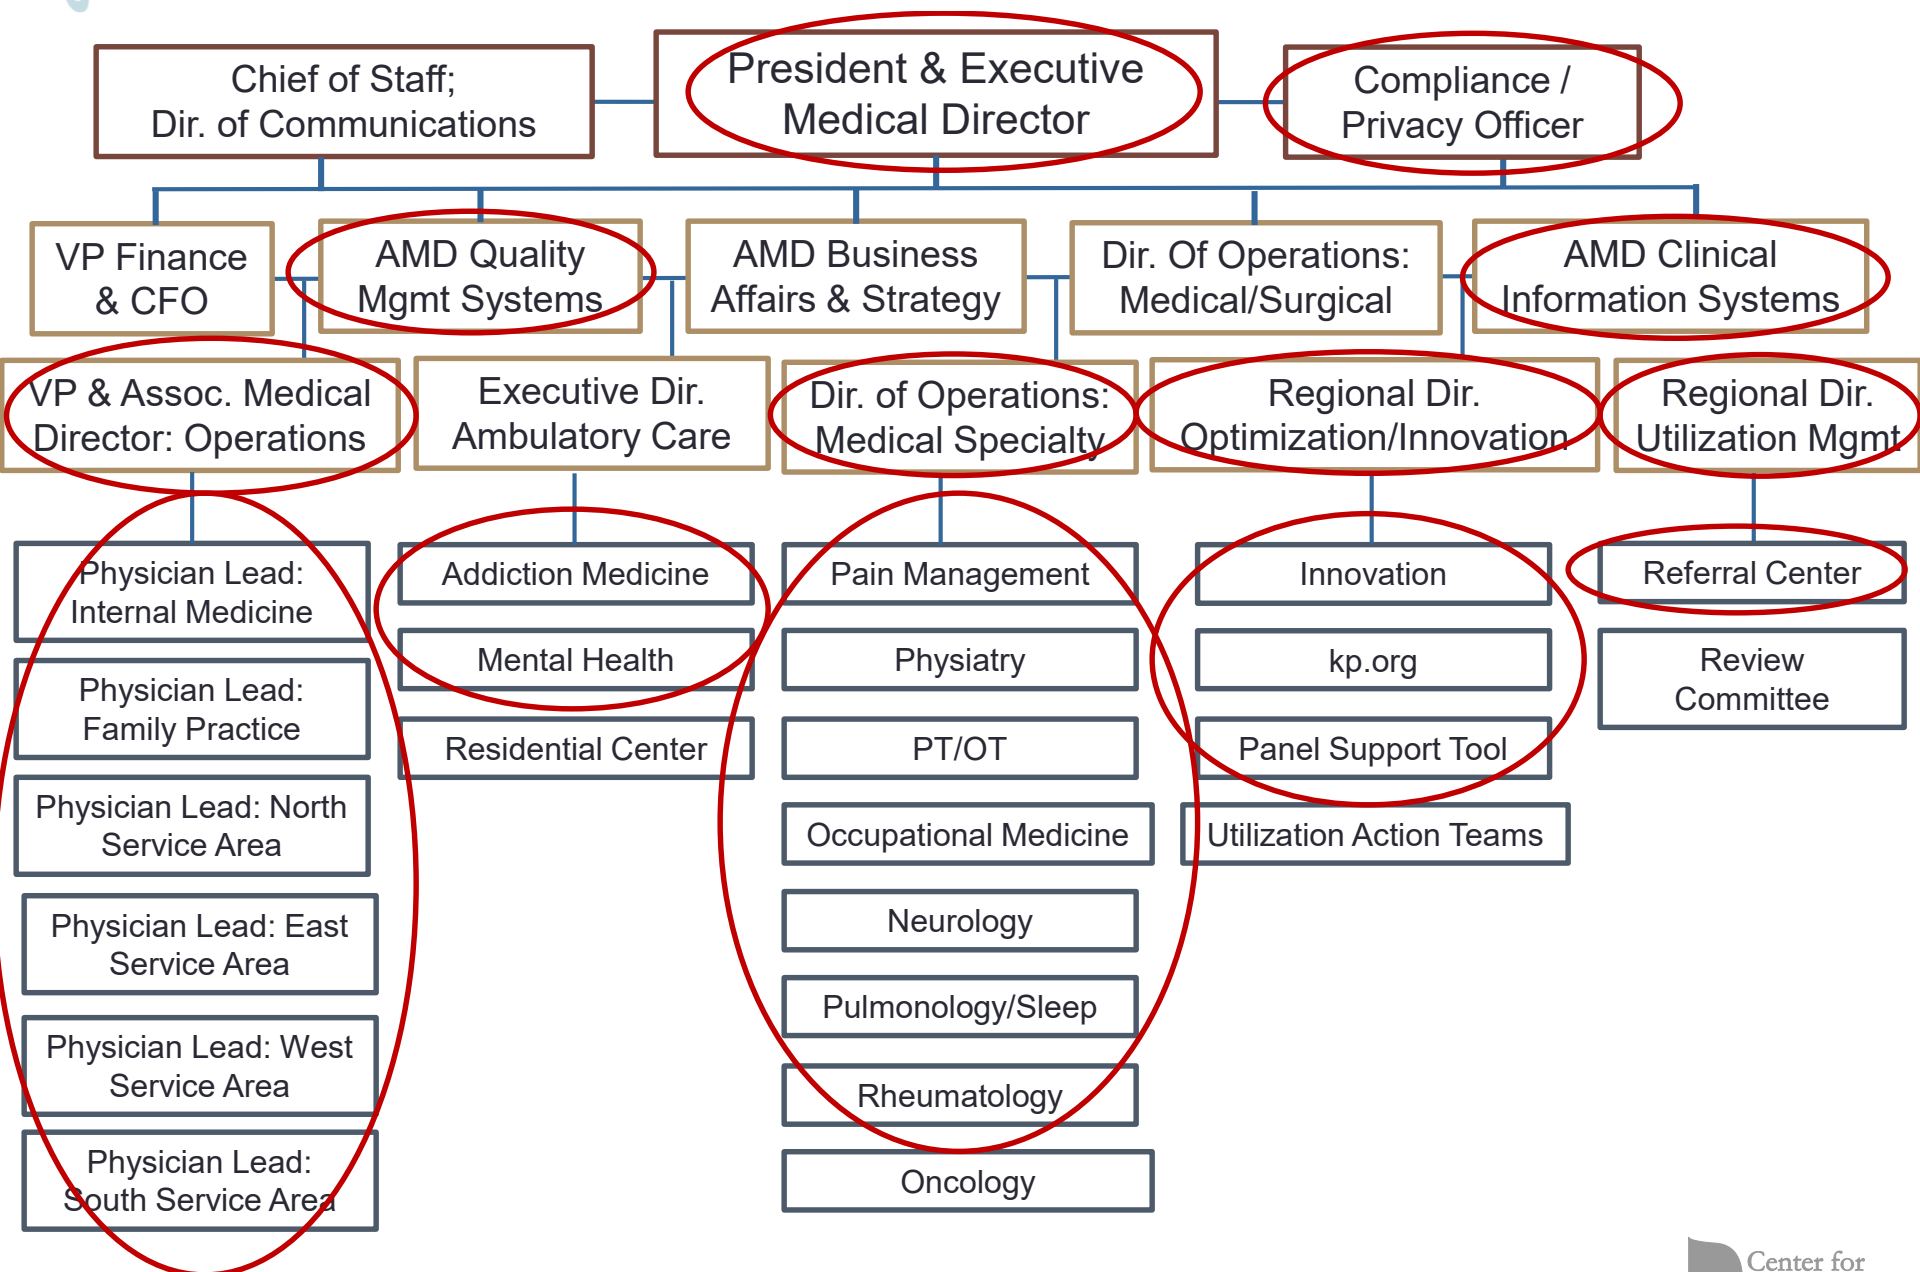 Chief of Staff;
Dir. of Communications
President & Executive
Medical Director
Compliance /
Privacy Officer
VP Finance
& CFO
AMD Quality
Mgmt Systems
AMD Business
Affairs & Strategy
Dir. Of Operations:
Medical/Surgical
AMD Clinical
Information Systems
VP & Assoc. Medical
Director: Operations
Executive Dir.
Ambulatory Care
Dir. of Operations:
Medical Specialty
Regional Dir.
Optimization/Innovation
Regional Dir.
Utilization Mgmt
Physician Lead:
Internal Medicine
Physician Lead:
Family Practice
Physician Lead: North
Service Area
Physician Lead: East
Service Area
Physician Lead: West
Service Area
Physician Lead:
South Service Area
Addiction Medicine
Mental Health
Residential Center
Pain Management
Physiatry
PT/OT
Occupational Medicine
Neurology
Pulmonology/Sleep
Rheumatology
Oncology
Innovation
kp.org
Panel Support Tool
Utilization Action Teams
Referral Center
Review
Committee
Center for